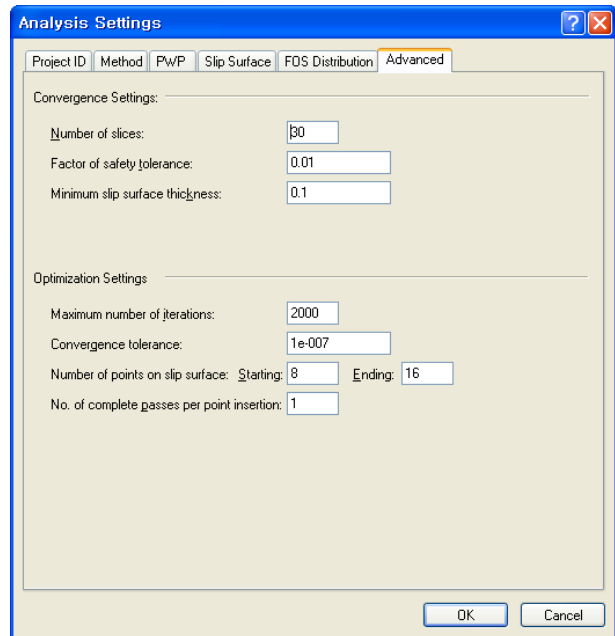 Analysis Settings
Project ID Method PWP Slip Surface FOS Distribution Advanced
Convergence Settings:
Number of slices: 30
Factor of safety tolerance: 0.01
Minimum slip surface thickness: 0.1
Optimization Settings
Maximum number of iterations: 2000
Convergence tolerance: 1e-007
Number of points on slip surface: Starting: 8 Ending: 16
No. of complete passes per point insertion: 1
OK Cancel